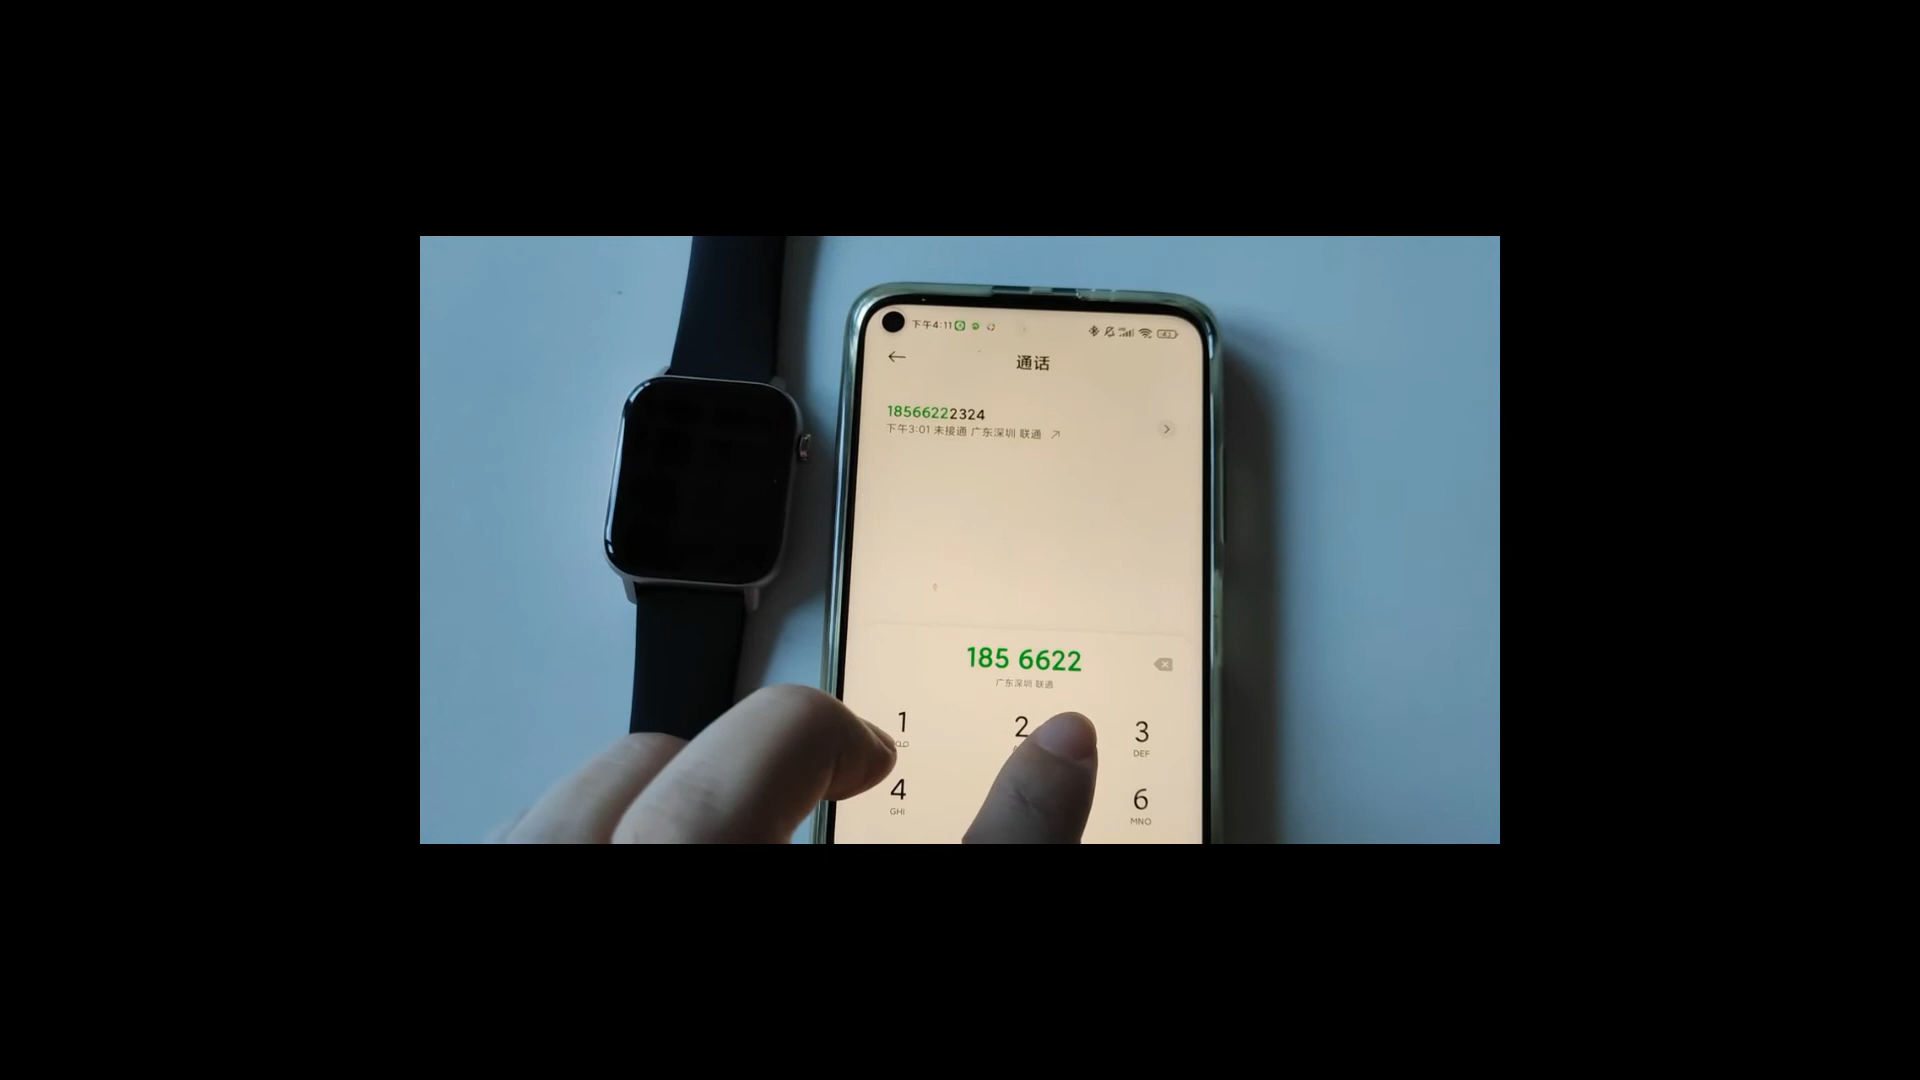 下午4:11
通话
18566222324
下午3:01 未接通 广东深圳 联通
185 6622
广东深圳 联通
1
2
3
DEF
4
GHI
6
MNO